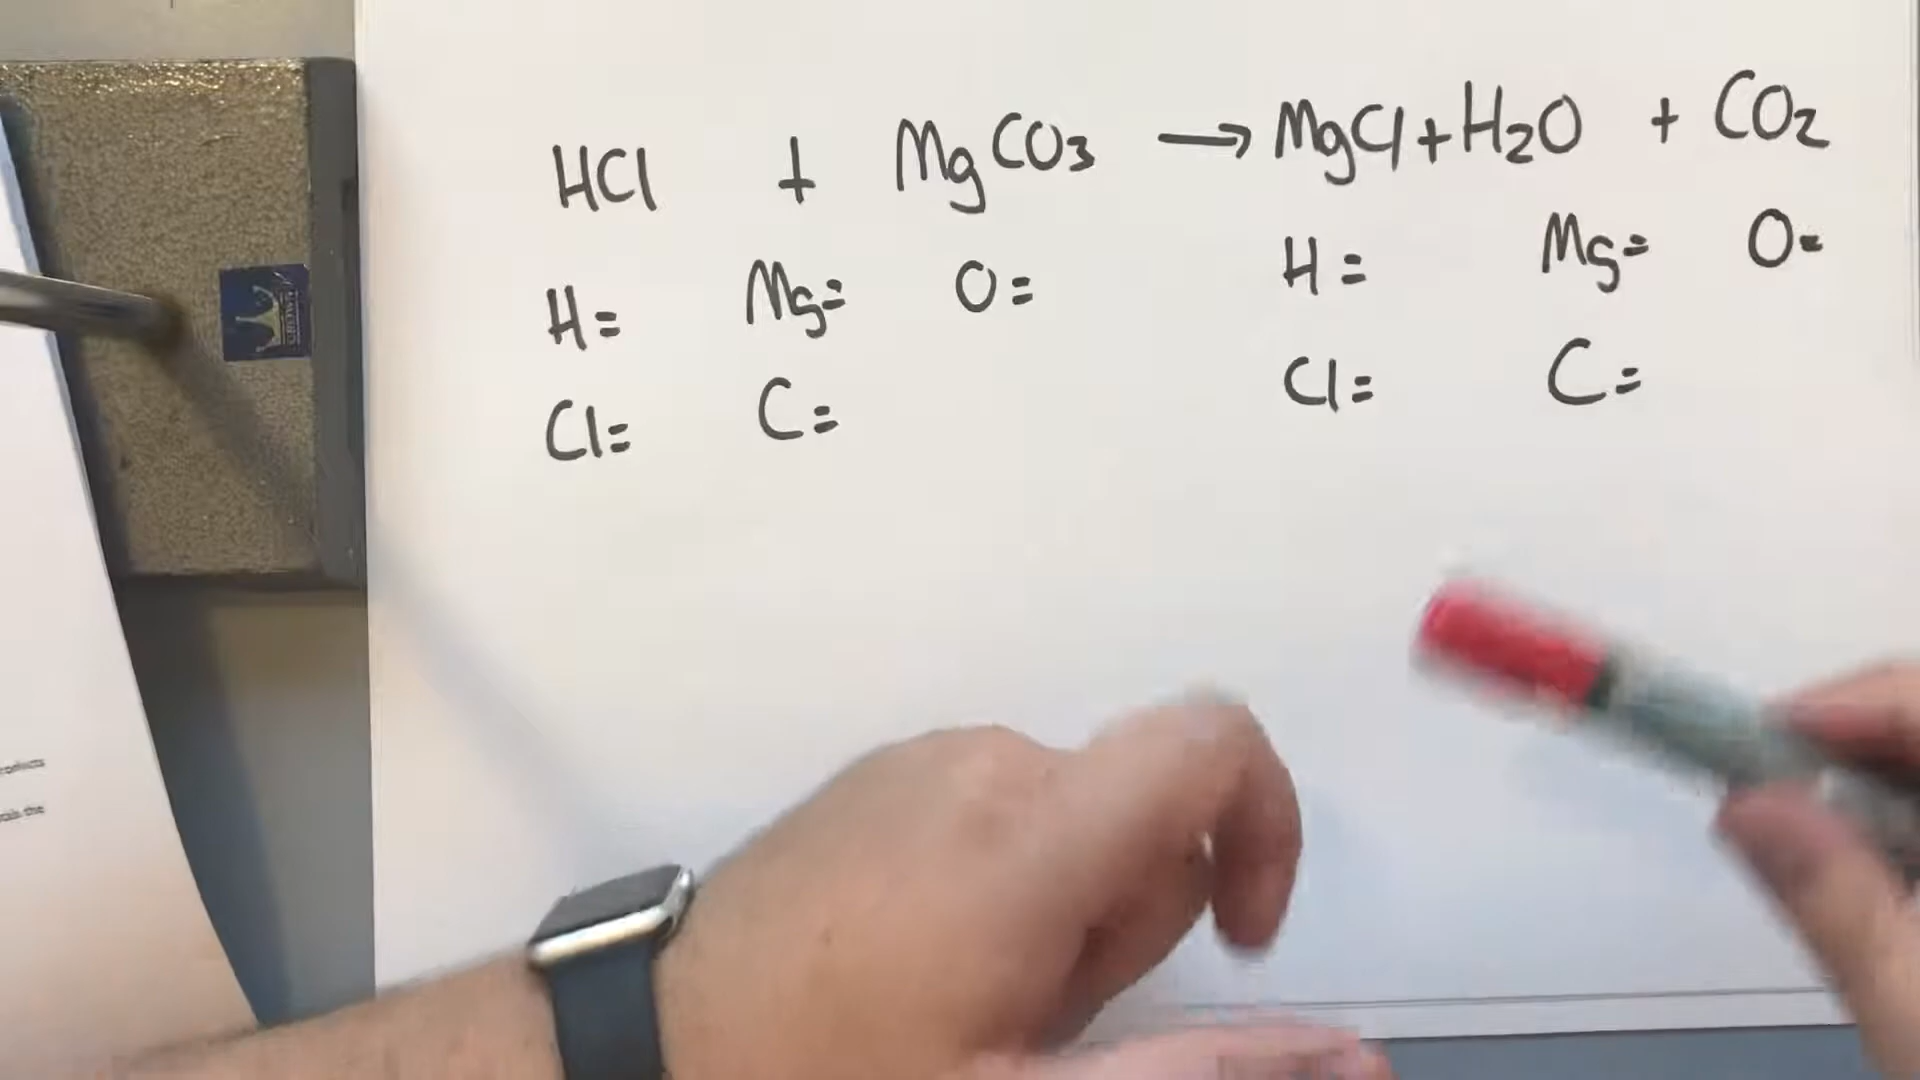 HCl + MgCO3 → MgCl + H2O + CO2
H= Mg= O= H= Mg= O=
Cl= C= Cl= C=